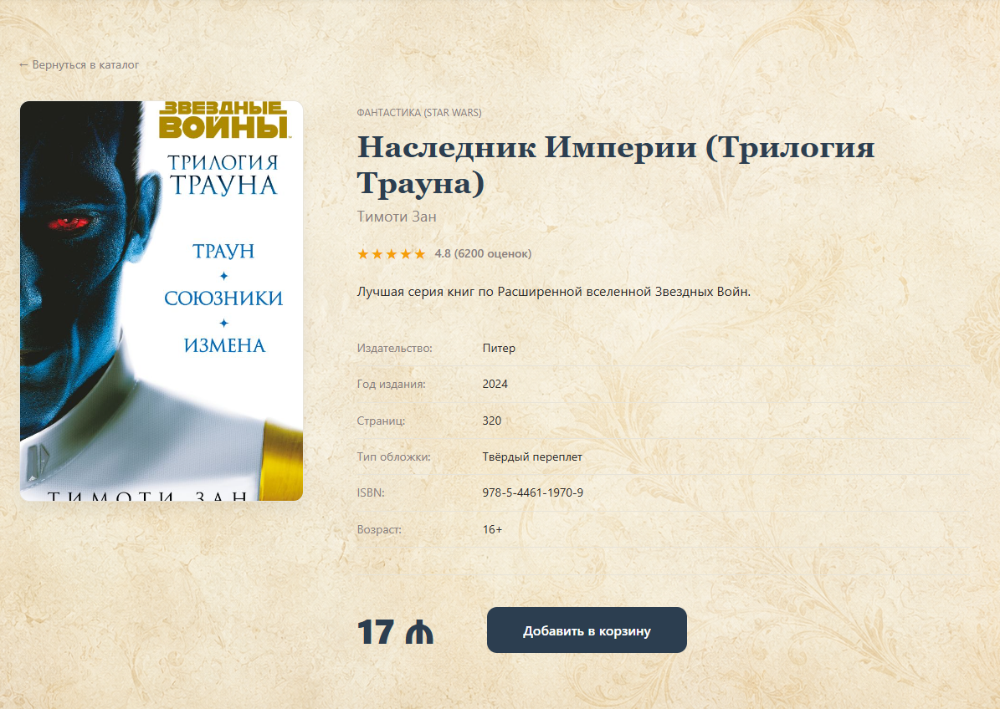 ← Вернуться в каталог
ЗВЕЗДНЫЕ
ВОЙНЫ
ТРИЛОГИЯ
ТРАУНА
ТРАУН
СОЮЗНИКИ
ИЗМЕНА
ТИМОТИ ЗАН
ФАНТАСТИКА (STAR WARS)
Наследник Империи (Трилогия
Трауна)
Тимоти Зан
★★★★★ 4.8 (6200 оценок)
Лучшая серия книг по Расширенной вселенной Звездных Войн.
Издательство: Питер
Год издания: 2024
Страниц: 320
Тип обложки: Твёрдый переплет
ISBN: 978-5-4461-1970-9
Возраст: 16+
17 ₼
Добавить в корзину